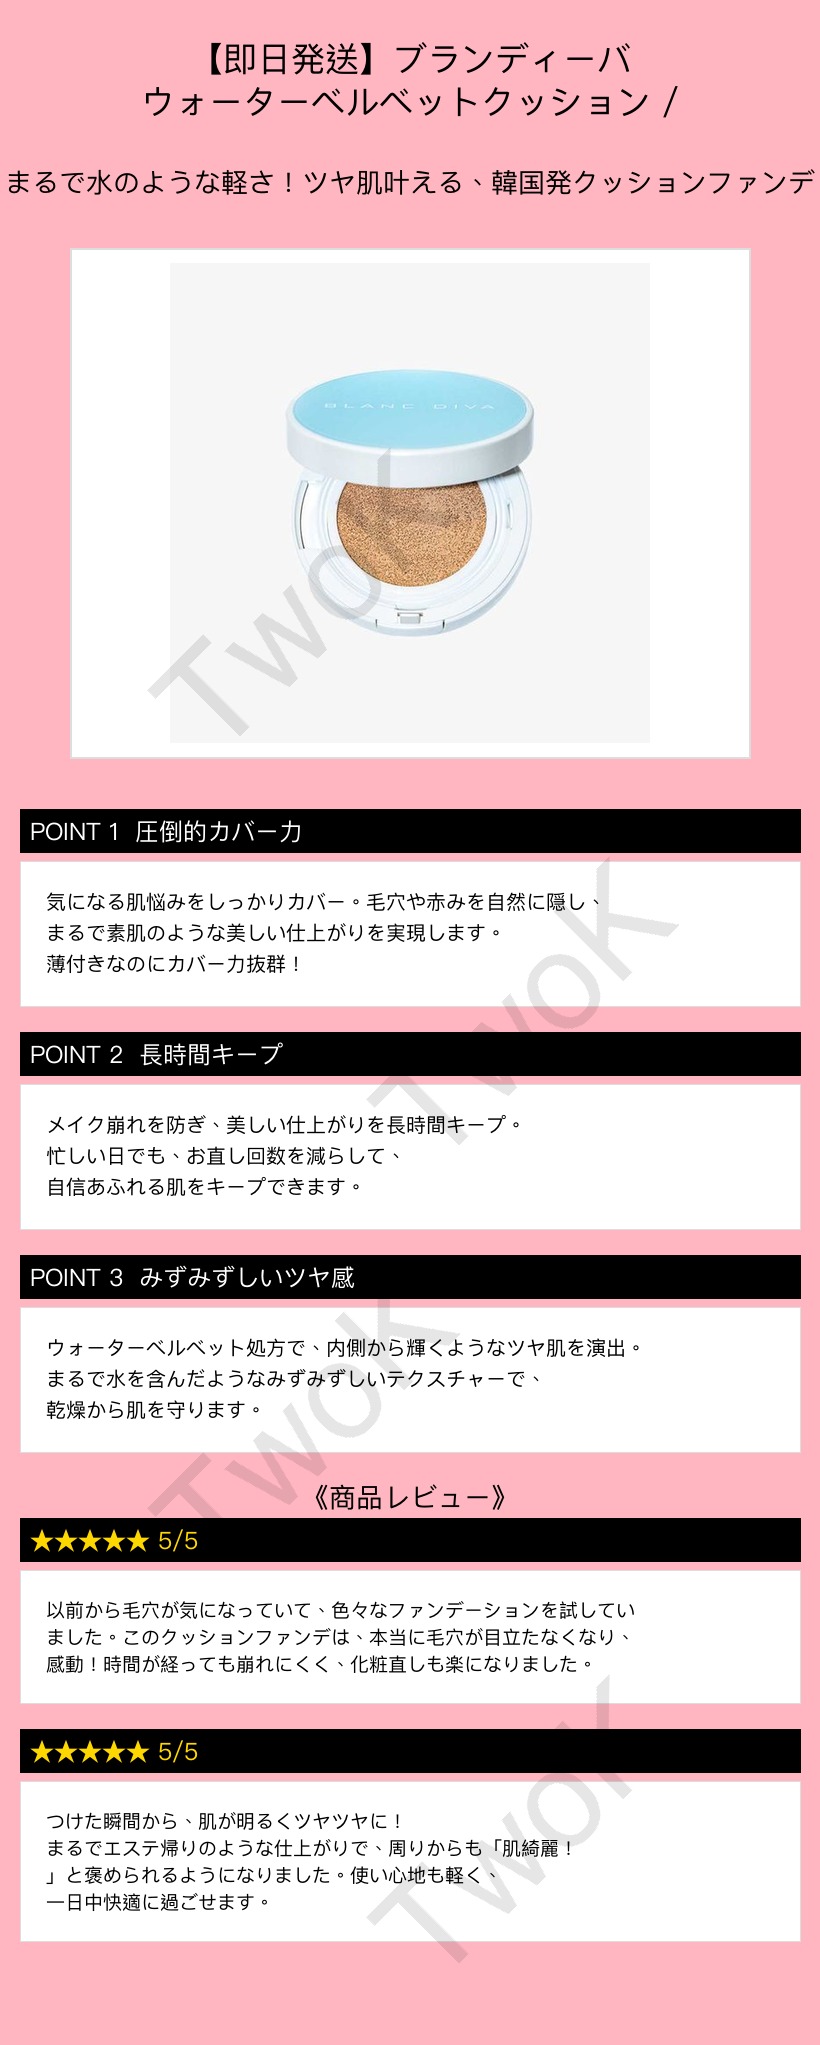 【即日発送】ブランディーバ
ウォーターベルベットクッション /
まるで水のような軽さ！ツヤ肌叶える、韓国発クッションファンデ
BLANC DIVA
TwoK
POINT 1 圧倒的カバー力
気になる肌悩みをしっかりカバー。毛穴や赤みを自然に隠し、
まるで素肌のような美しい仕上がりを実現します。
薄付きなのにカバー力抜群！
TwoK
POINT 2 長時間キープ
メイク崩れを防ぎ、美しい仕上がりを長時間キープ。
忙しい日でも、お直し回数を減らして、
自信あふれる肌をキープできます。
POINT 3 みずみずしいツヤ感
ウォーターベルベット処方で、内側から輝くようなツヤ肌を演出。
まるで水を含んだようなみずみずしいテクスチャーで、
乾燥から肌を守ります。
TwoK
《商品レビュー》
★★★★★ 5/5
以前から毛穴が気になっていて、色々なファンデーションを試してい
ました。このクッションファンデは、本当に毛穴が目立たなくなり、
感動！時間が経っても崩れにくく、化粧直しも楽になりました。
★★★★★ 5/5
つけた瞬間から、肌が明るくツヤツヤに！
まるでエステ帰りのような仕上がりで、周りからも「肌綺麗！
」と褒められるようになりました。使い心地も軽く、
一日中快適に過ごせます。
TwoK